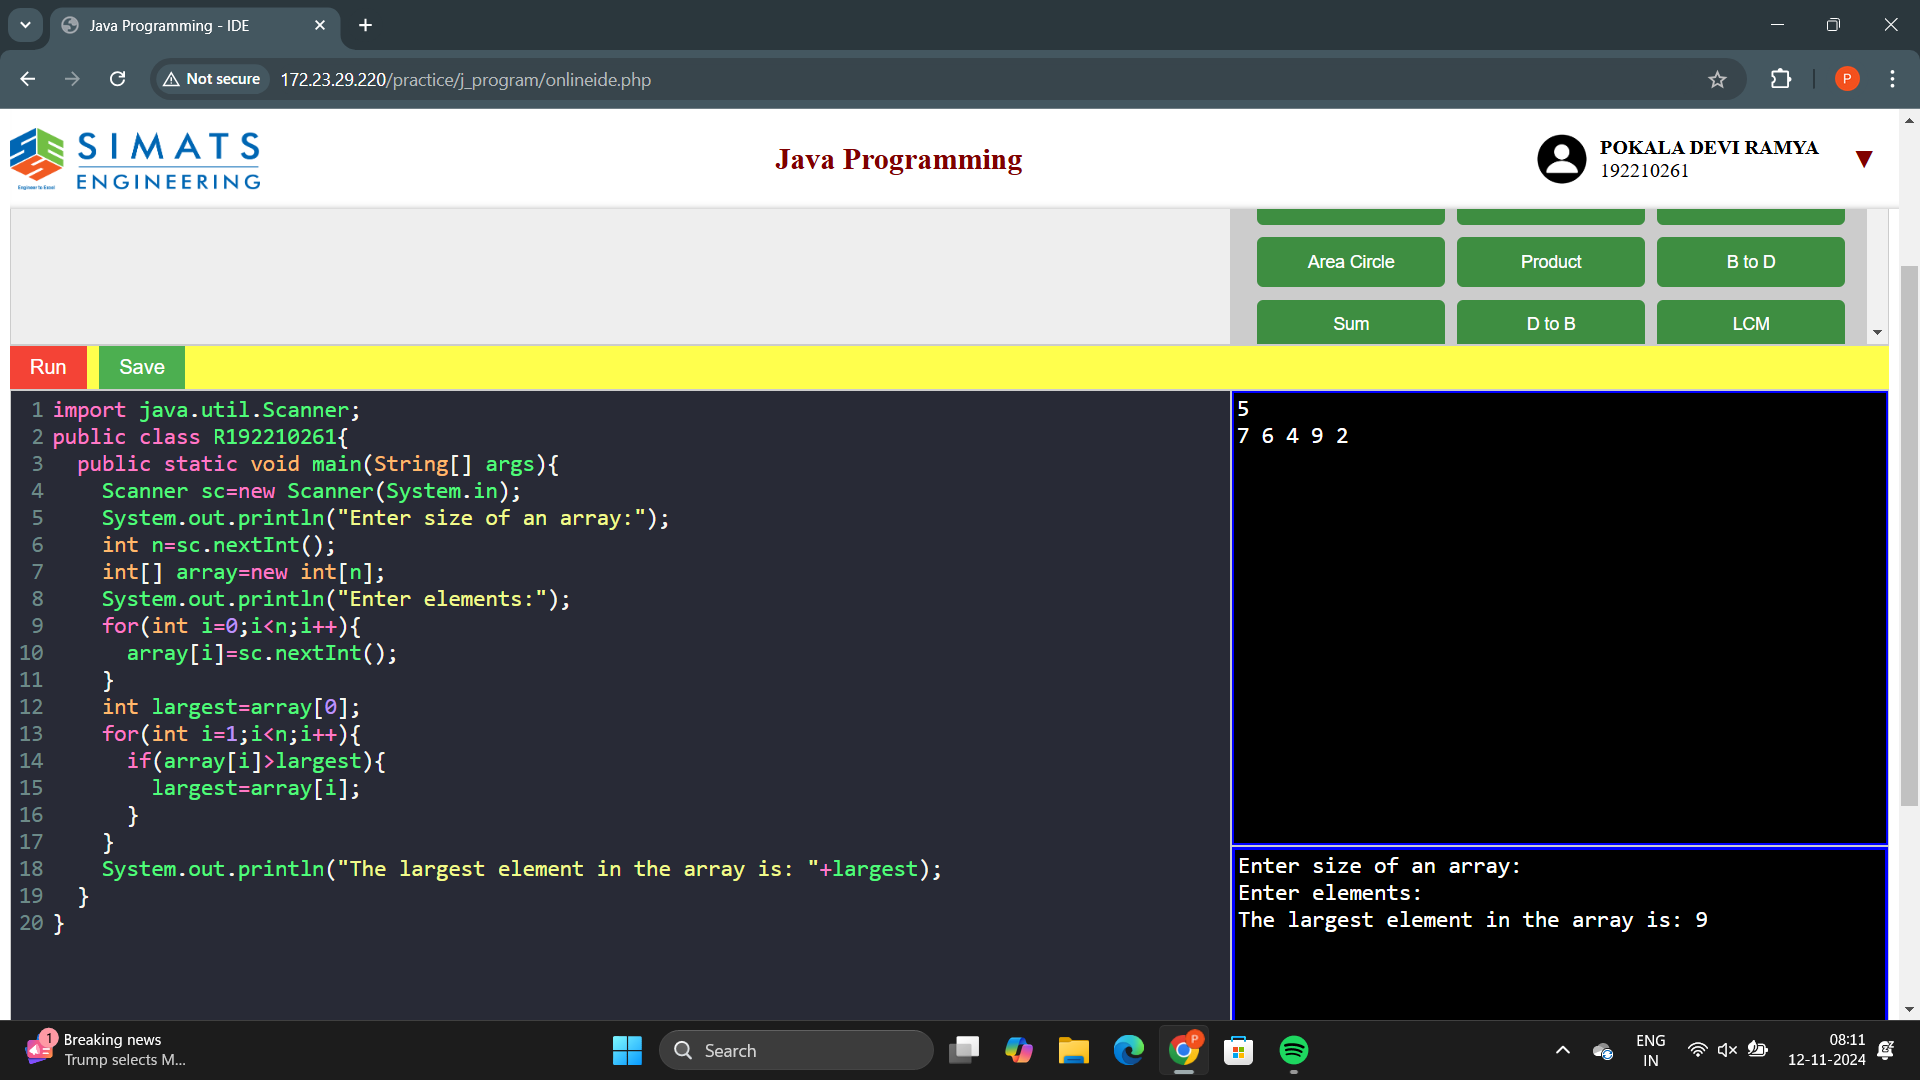 Java Programming - IDE
Not secure
172.23.29.220/practice/j_program/onlineide.php
P
SIMATS
ENGINEERING
Engineer to Excel
Java Programming
POKALA DEVI RAMYA
192210261
Area Circle
Product
B to D
Sum
D to B
LCM
Run
Save
1 import java.util.Scanner;
2 public class R192210261{
3   public static void main(String[] args){
4     Scanner sc=new Scanner(System.in);
5     System.out.println("Enter size of an array:");
6     int n=sc.nextInt();
7     int[] array=new int[n];
8     System.out.println("Enter elements:");
9     for(int i=0;i<n;i++){
10       array[i]=sc.nextInt();
11     }
12     int largest=array[0];
13     for(int i=1;i<n;i++){
14       if(array[i]>largest){
15         largest=array[i];
16       }
17     }
18     System.out.println("The largest element in the array is: "+largest);
19   }
20 }
5
7 6 4 9 2
Enter size of an array:
Enter elements:
The largest element in the array is: 9
1
Breaking news
Trump selects M...
Search
P
ENG
IN
08:11
12-11-2024